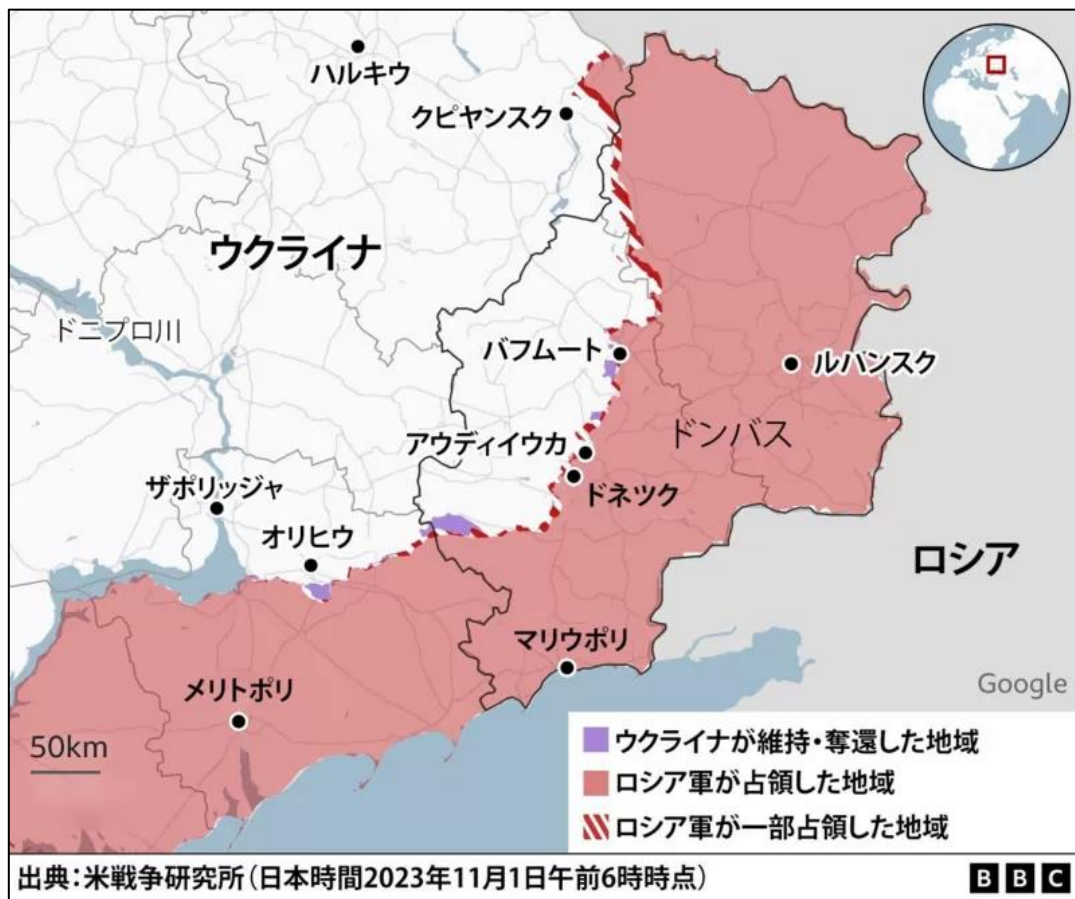 ハルキウ
クピヤンスク
ウクライナ
ドニプロ川
バフムート
ルハンスク
アウディイウカ
ドンバス
ザポリッジャ
ドネツク
オリヒウ
ロシア
マリウポリ
メリトポリ
Google
50km
ウクライナが維持・奪還した地域
ロシア軍が占領した地域
ロシア軍が一部占領した地域
出典:米戦争研究所(日本時間2023年11月1日午前6時時点)
BBC